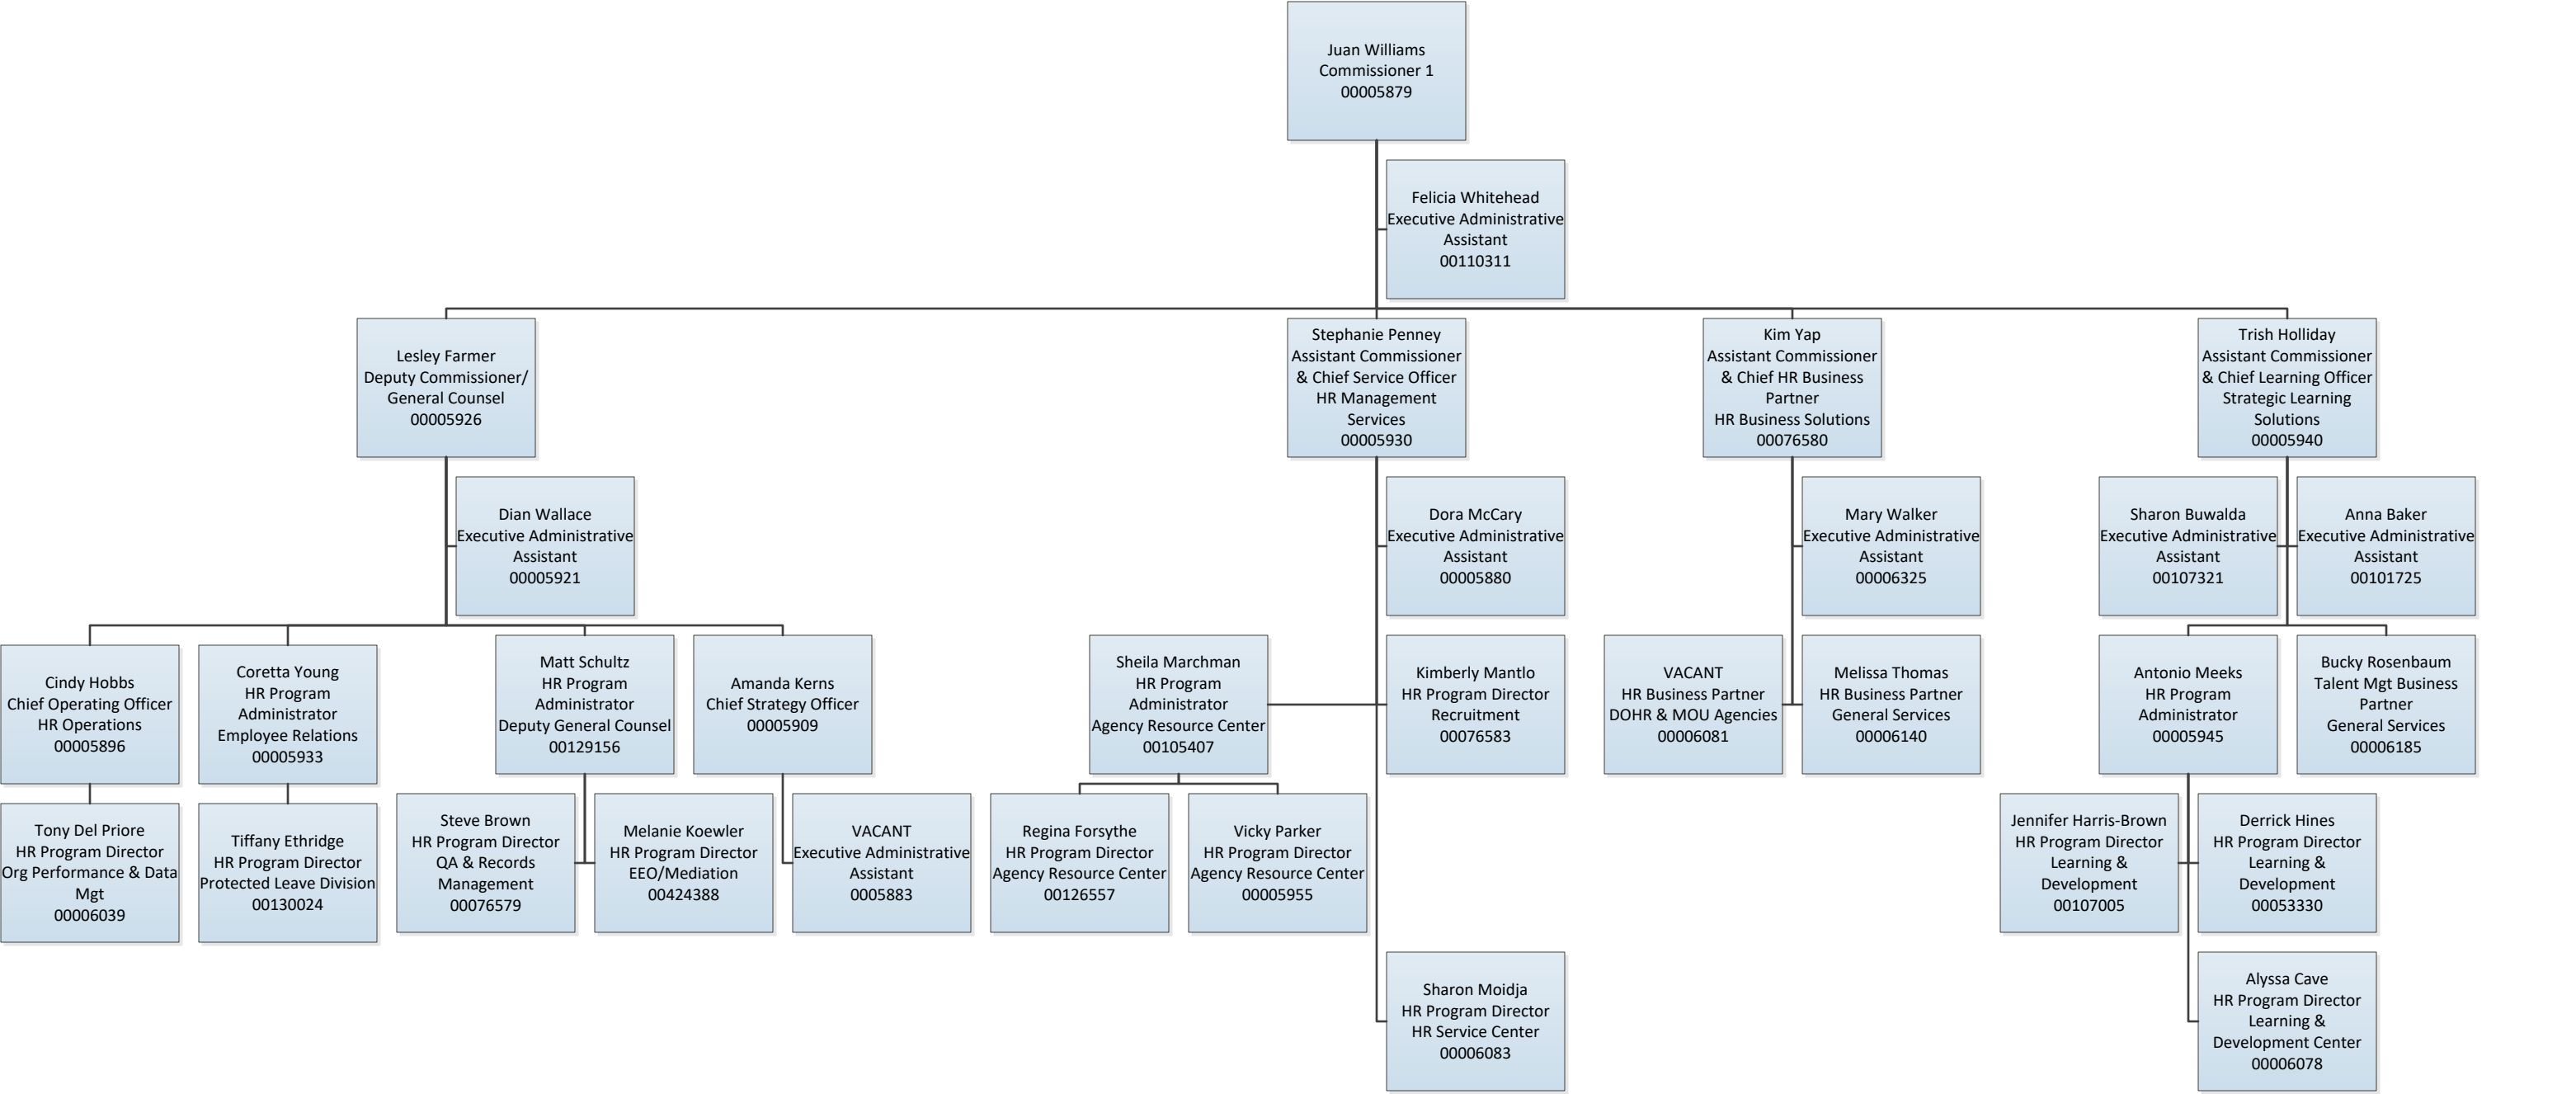 Juan Williams
Commissioner 1
00005879
Felicia Whitehead
Executive Administrative
Assistant
00110311
Lesley Farmer
Deputy Commissioner/
General Counsel
00005926
Stephanie Penney
Assistant Commissioner
& Chief Service Officer
HR Management
Services
00005930
Kim Yap
Assistant Commissioner
& Chief HR Business
Partner
HR Business Solutions
00076580
Trish Holliday
Assistant Commissioner
& Chief Learning Officer
Strategic Learning
Solutions
00005940
Dian Wallace
Executive Administrative
Assistant
00005921
Dora McCary
Executive Administrative
Assistant
00005880
Mary Walker
Executive Administrative
Assistant
00006325
Sharon Buwalda
Executive Administrative
Assistant
00107321
Anna Baker
Executive Administrative
Assistant
00101725
Cindy Hobbs
Chief Operating Officer
HR Operations
00005896
Coretta Young
HR Program
Administrator
Employee Relations
00005933
Matt Schultz
HR Program
Administrator
Deputy General Counsel
00129156
Amanda Kerns
Chief Strategy Officer
00005909
Sheila Marchman
HR Program
Administrator
Agency Resource Center
00105407
Kimberly Mantlo
HR Program Director
Recruitment
00076583
VACANT
HR Business Partner
DOHR & MOU Agencies
00006081
Melissa Thomas
HR Business Partner
General Services
00006140
Antonio Meeks
HR Program
Administrator
00005945
Bucky Rosenbaum
Talent Mgt Business
Partner
General Services
00006185
Tony Del Priore
HR Program Director
Org Performance & Data
Mgt
00006039
Tiffany Ethridge
HR Program Director
Protected Leave Division
00130024
Steve Brown
HR Program Director
QA & Records
Management
00076579
Melanie Koewler
HR Program Director
EEO/Mediation
00424388
VACANT
Executive Administrative
Assistant
0005883
Regina Forsythe
HR Program Director
Agency Resource Center
00126557
Vicky Parker
HR Program Director
Agency Resource Center
00005955
Jennifer Harris-Brown
HR Program Director
Learning &
Development
00107005
Derrick Hines
HR Program Director
Learning &
Development
00053330
Sharon Moidja
HR Program Director
HR Service Center
00006083
Alyssa Cave
HR Program Director
Learning &
Development Center
00006078